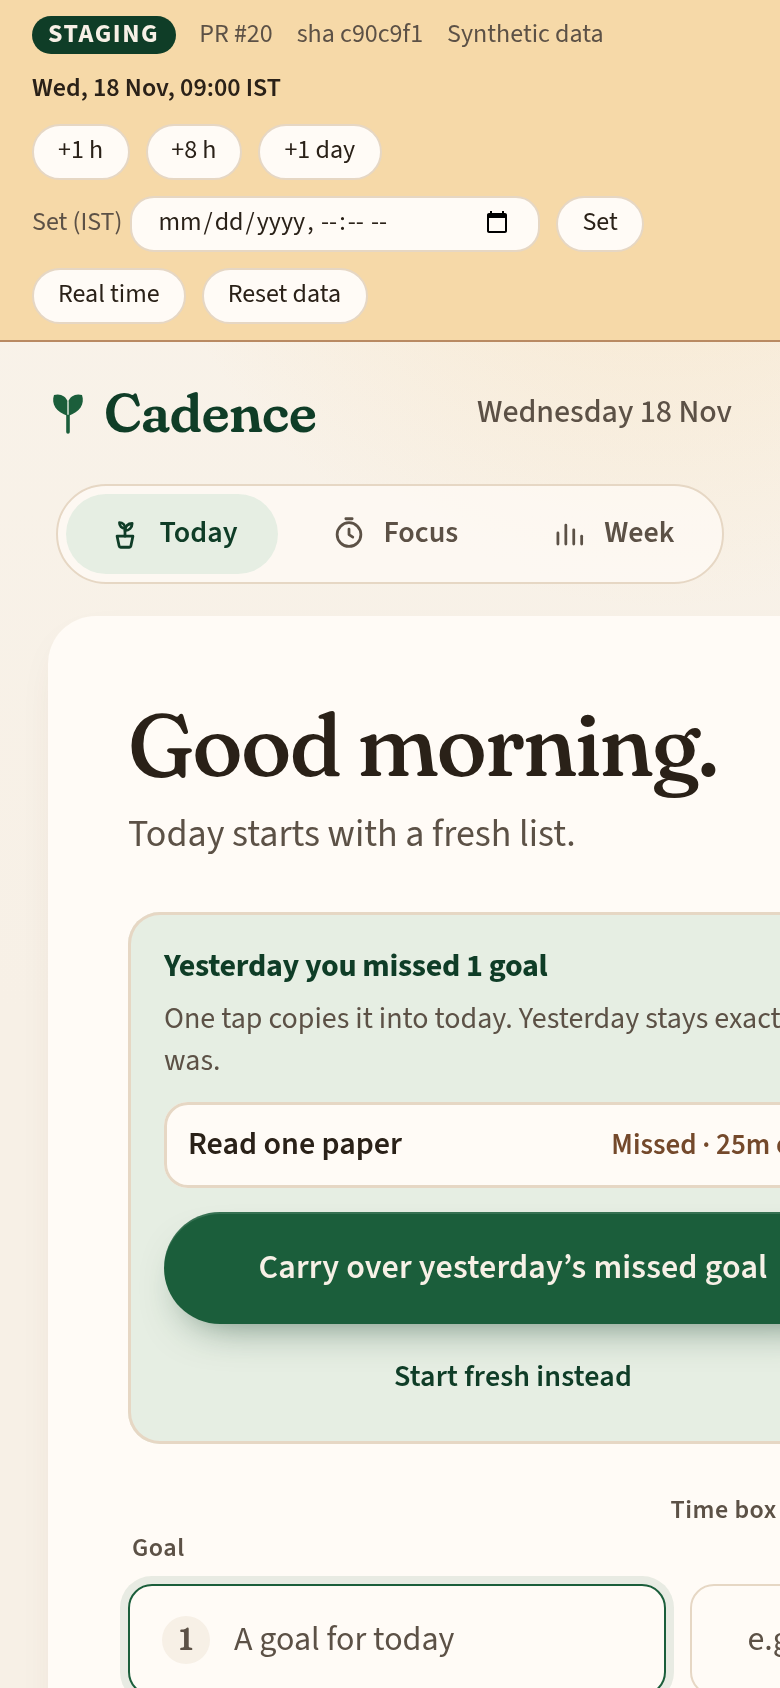 STAGING PR #20 sha c90c9f1 Synthetic data
Wed, 18 Nov, 09:00 IST
+1 h +8 h +1 day
Set (IST) mm/dd/yyyy, --:-- -- Set
Real time Reset data
Cadence Wednesday 18 Nov
Today Focus Week
Good morning.
Today starts with a fresh list.
Yesterday you missed 1 goal
One tap copies it into today. Yesterday stays exact
was.
Read one paper Missed · 25m
Carry over yesterday’s missed goal
Start fresh instead
Time box
Goal
1 A goal for today e.g